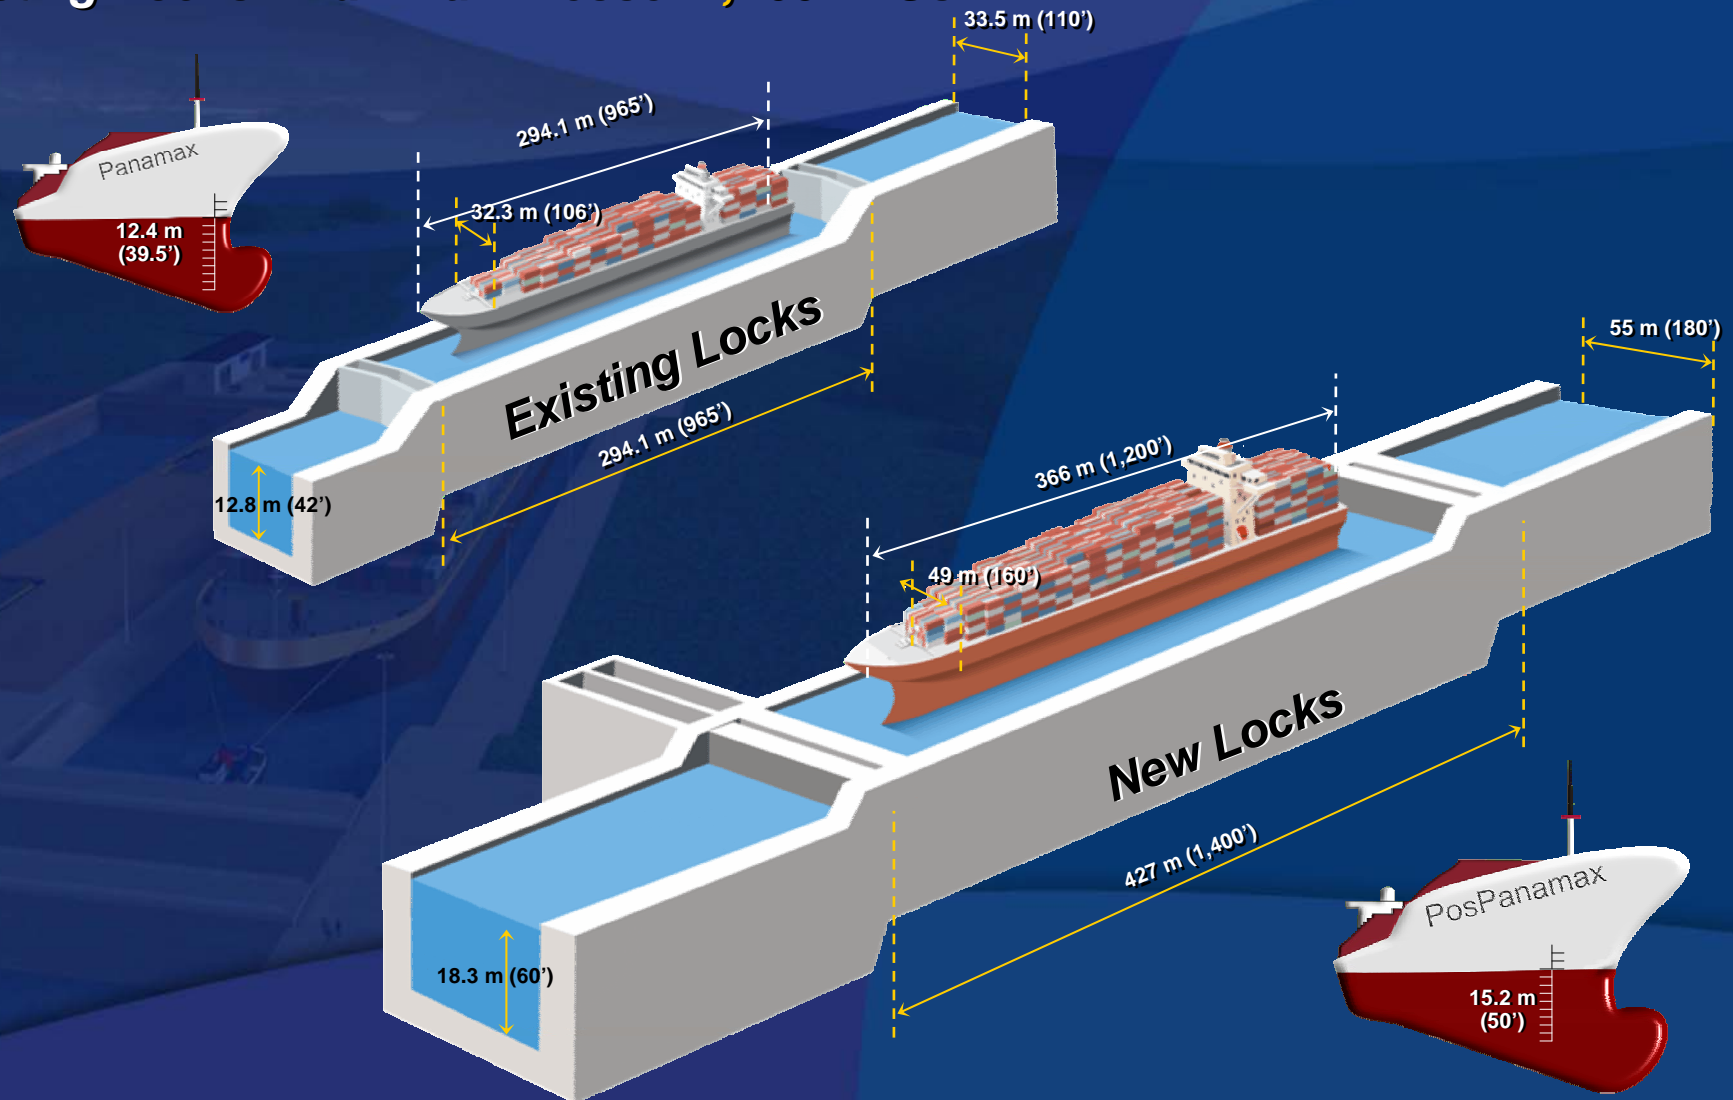 33.5 m (110’)
294.1 m (965’)
Panamax
32.3 m (106’)
12.4 m
(39.5’)
Existing Locks
55 m (180’)
294.1 m (965’)
366 m (1,200’)
12.8 m (42’)
49 m (160’)
New Locks
427 m (1,400’)
PosPanamax
18.3 m (60’)
15.2 m
(50’)